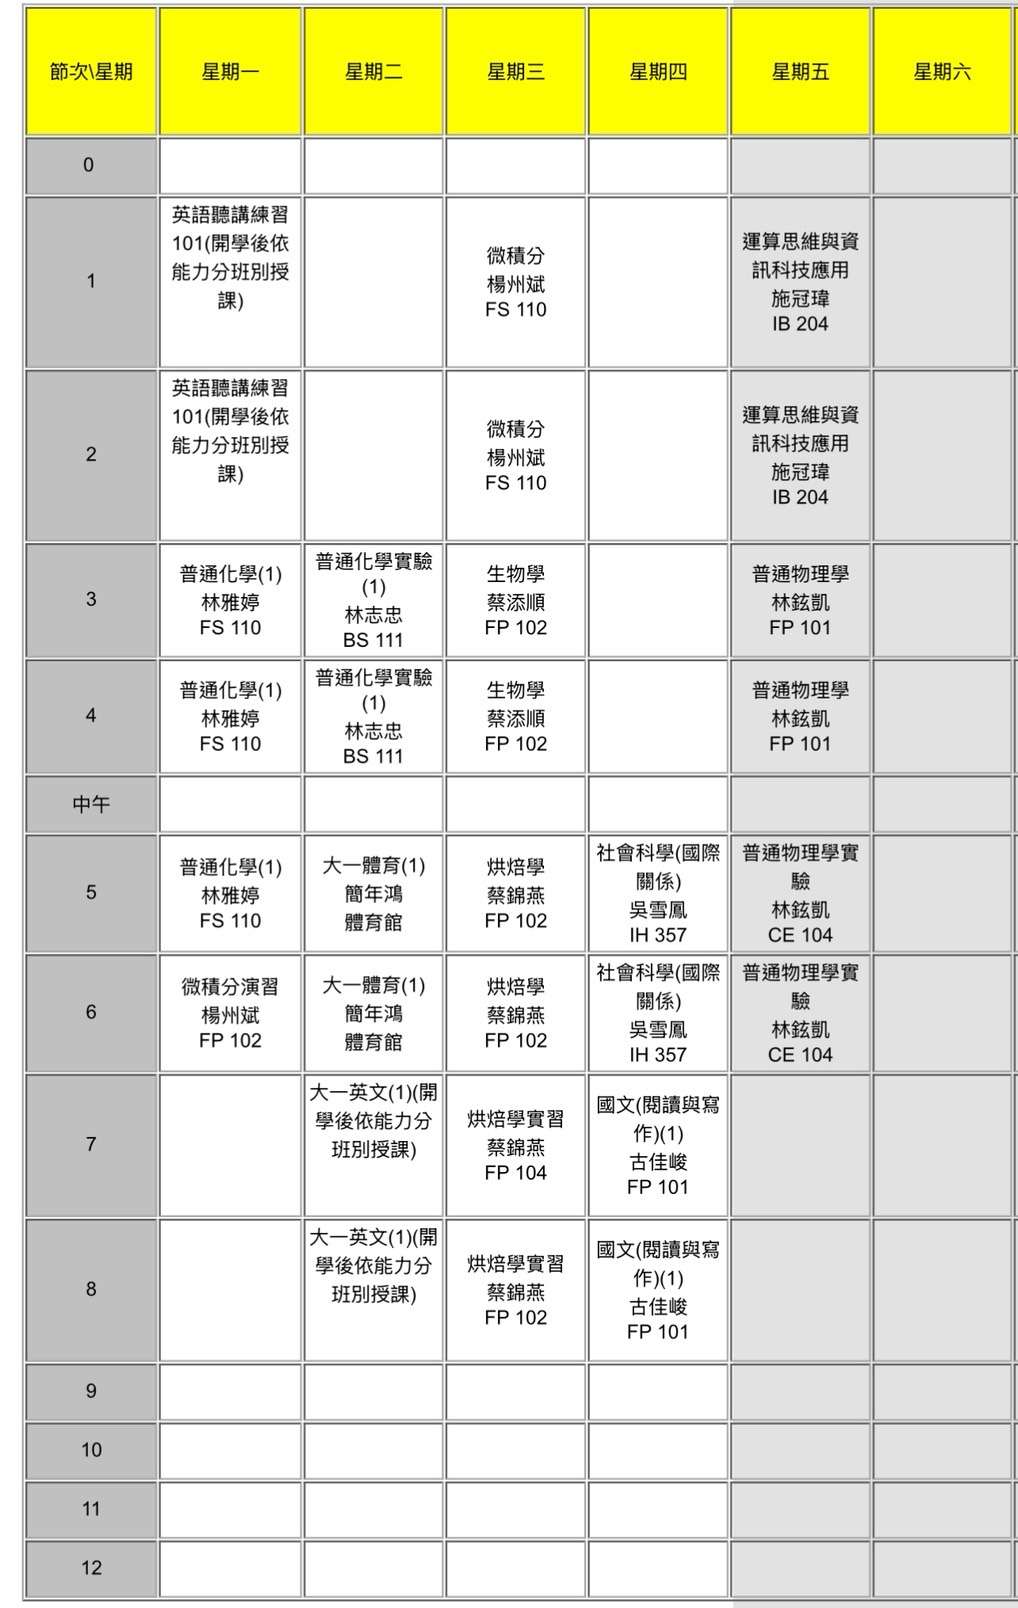 節次\星期 星期一 星期二 星期三 星期四 星期五 星期六
0
1
英語聽講練習
101(開學後依
能力分班別授
課)
微積分
楊州斌
FS 110
運算思維與資
訊科技應用
施冠瑋
IB 204
2
英語聽講練習
101(開學後依
能力分班別授
課)
微積分
楊州斌
FS 110
運算思維與資
訊科技應用
施冠瑋
IB 204
3
普通化學(1)
林雅婷
FS 110
普通化學實驗
(1)
林志忠
BS 111
生物學
蔡添順
FP 102
普通物理學
林鉉凱
FP 101
4
普通化學(1)
林雅婷
FS 110
普通化學實驗
(1)
林志忠
BS 111
生物學
蔡添順
FP 102
普通物理學
林鉉凱
FP 101
中午
5
普通化學(1)
林雅婷
FS 110
大一體育(1)
簡年鴻
體育館
烘焙學
蔡錦燕
FP 102
社會科學(國際
關係)
吳雪鳳
IH 357
普通物理學實
驗
林鉉凱
CE 104
6
微積分演習
楊州斌
FP 102
大一體育(1)
簡年鴻
體育館
烘焙學
蔡錦燕
FP 102
社會科學(國際
關係)
吳雪鳳
IH 357
普通物理學實
驗
林鉉凱
CE 104
7
大一英文(1)(開
學後依能力分
班別授課)
烘焙學實習
蔡錦燕
FP 104
國文(閱讀與寫
作)(1)
古佳峻
FP 101
8
大一英文(1)(開
學後依能力分
班別授課)
烘焙學實習
蔡錦燕
FP 102
國文(閱讀與寫
作)(1)
古佳峻
FP 101
9
10
11
12